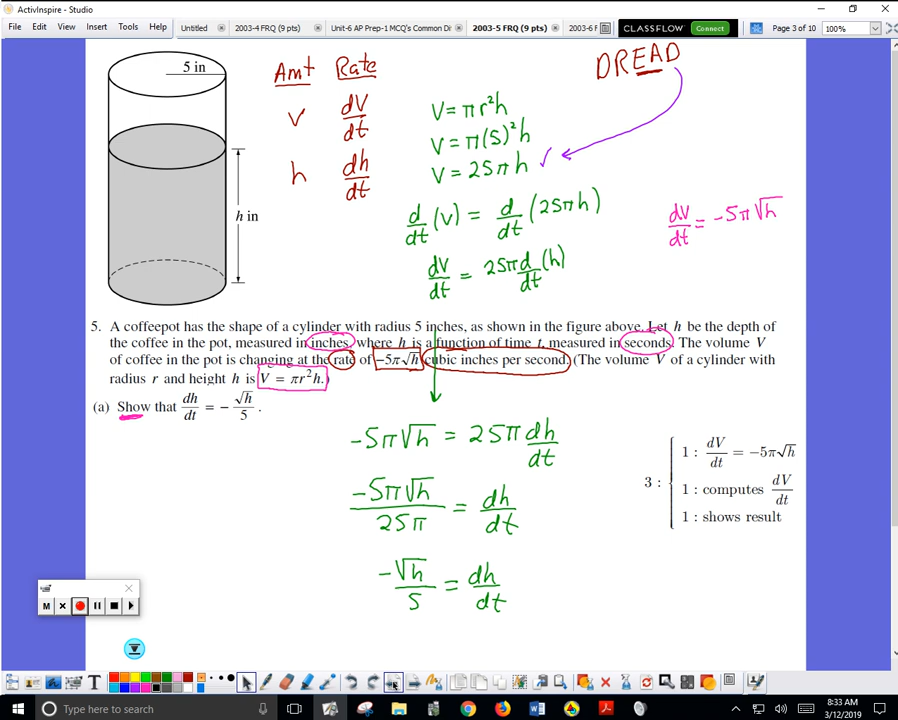 ActivInspire - Studio
File Edit View Insert Tools Help
Untitled 2003-4 FRQ (9 pts) Unit-6 AP Prep-1 MCQ's Common Di 2003-5 FRQ (9 pts) 2003-6 F CLASSFLOW Connect Page 3 of 10 100%
5 in
h in
Amt Rate
V dV/dt
h dh/dt
V = πr²h
V = π(5)²h
V = 25πh ✓
d/dt (V) = d/dt (25πh)
dV/dt = 25π d/dt (h)
DREAD
dV/dt = -5π√h
5. A coffeepot has the shape of a cylinder with radius 5 inches, as shown in the figure above. Let h be the depth of
the coffee in the pot, measured in inches, where h is a function of time t, measured in seconds. The volume V
of coffee in the pot is changing at the rate of -5π√h cubic inches per second. (The volume V of a cylinder with
radius r and height h is V = πr²h.)
(a) Show that dh/dt = - √h/5 .
-5π√h = 25π dh/dt
-5π√h/25π = dh/dt
-√h/5 = dh/dt
3 : 1 : dV/dt = -5π√h
1 : computes dV/dt
1 : shows result
M
T
Type here to search
8:33 AM
3/12/2019